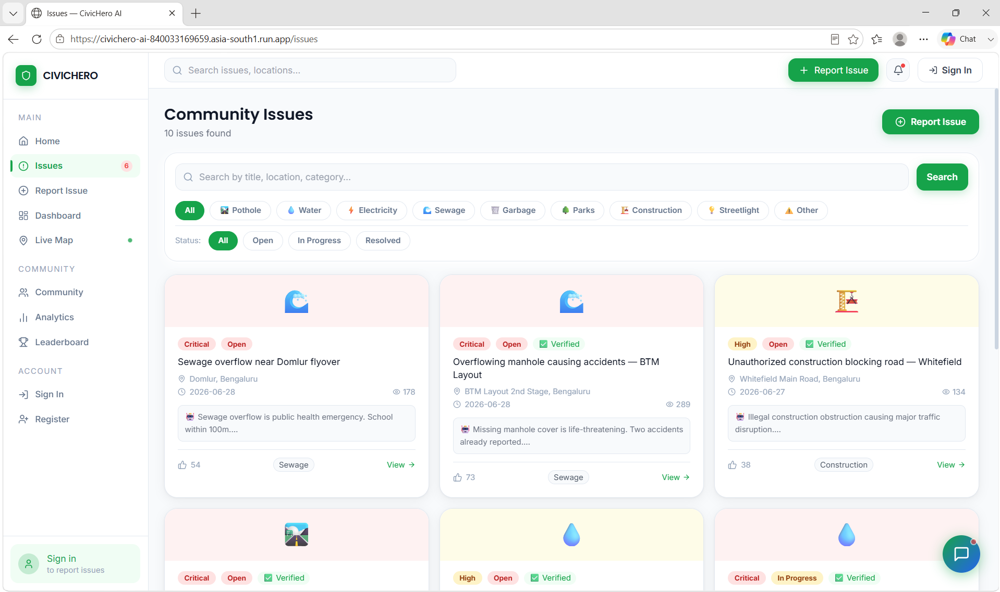 Issues — CivicHero AI
https://civichero-ai-840033169659.asia-south1.run.app/issues
Chat
CIVICHERO
Search issues, locations...
Report Issue
Sign In
MAIN
Home
Issues 6
Report Issue
Dashboard
Live Map
COMMUNITY
Community
Analytics
Leaderboard
ACCOUNT
Sign In
Register
Sign in
to report issues
Community Issues
10 issues found
Report Issue
Search by title, location, category...
Search
All Pothole Water Electricity Sewage Garbage Parks Construction Streetlight Other
Status: All Open In Progress Resolved
Critical Open
Sewage overflow near Domlur flyover
Domlur, Bengaluru
2026-06-28 178
Sewage overflow is public health emergency. School
within 100m....
54 Sewage View →
Critical Open Verified
Overflowing manhole causing accidents — BTM
Layout
BTM Layout 2nd Stage, Bengaluru
2026-06-28 289
Missing manhole cover is life-threatening. Two accidents
already reported....
73 Sewage View →
High Open Verified
Unauthorized construction blocking road — Whitefield
Whitefield Main Road, Bengaluru
2026-06-27 134
Illegal construction obstruction causing major traffic
disruption....
38 Construction View →
Critical Open Verified
High Open Verified
Critical In Progress Verified